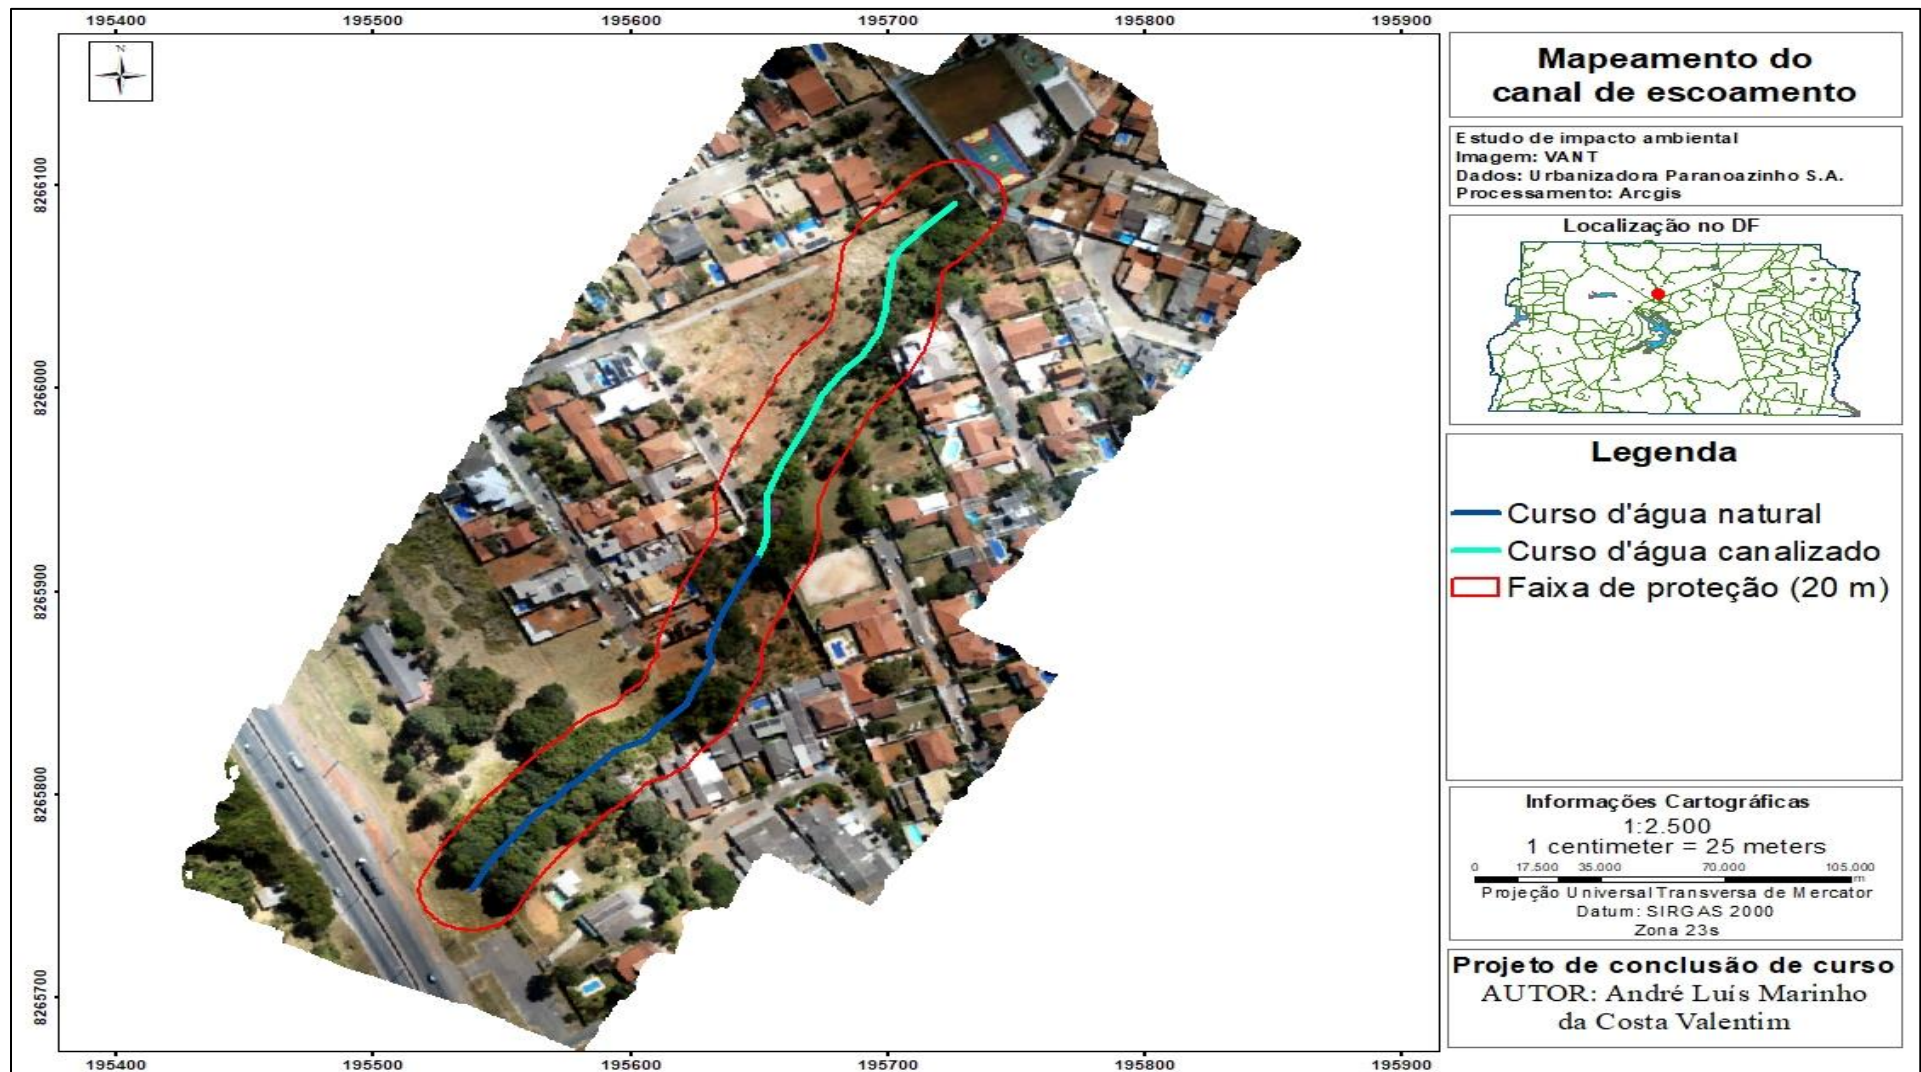 195400 195500 195600 195700 195800 195900
N
8266100
8266000
8265900
8265800
8265700
195400 195500 195600 195700 195800 195900
Mapeamento do
canal de escoamento
Estudo de impacto ambiental
Imagem: VANT
Dados: Urbanizadora Paranoazinho S.A.
Processamento: Arcgis
Localização no DF
Legenda
Curso d'água natural
Curso d'água canalizado
Faixa de proteção (20 m)
Informações Cartográficas
1:2.500
1 centimeter = 25 meters
0 17.500 35.000 70.000 105.000
m
Projeção Universal Transversa de Mercator
Datum: SIRGAS 2000
Zona 23s
Projeto de conclusão de curso
AUTOR: André Luís Marinho
da Costa Valentim